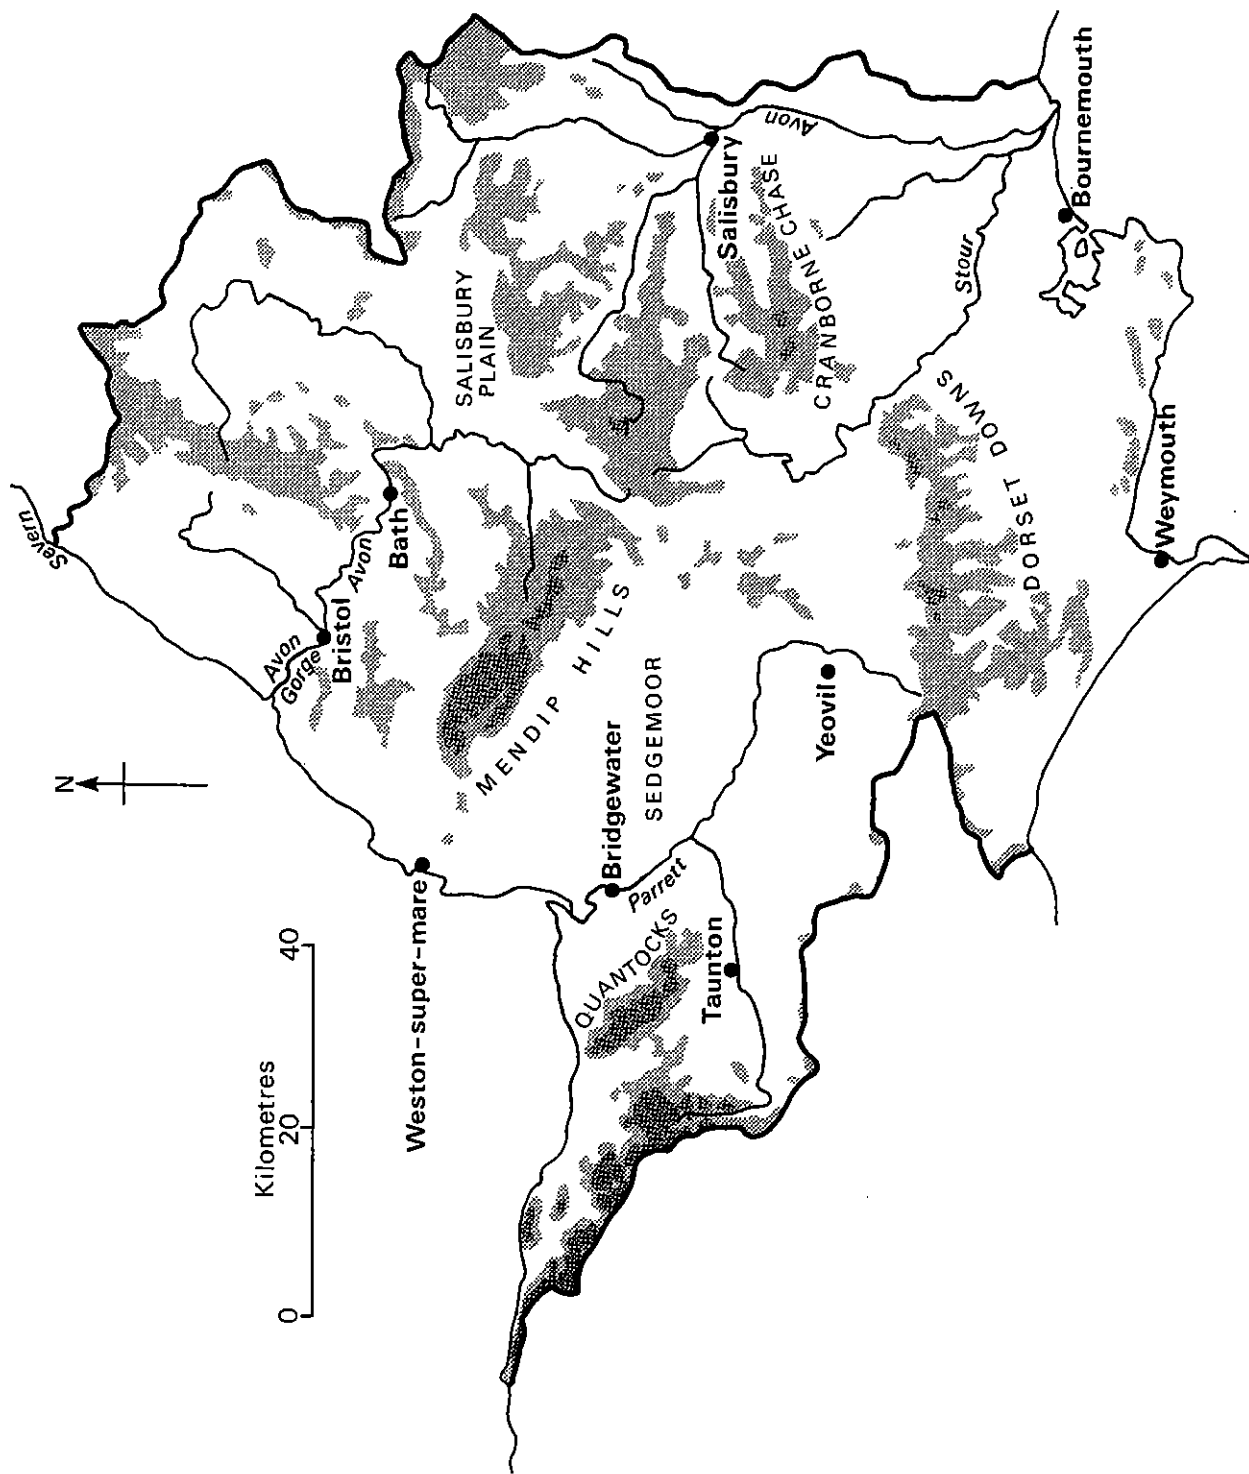 Severn
N
Avon
Gorge
Bristol
Avon
Bath
Kilometres
0 20 40
Weston-super-mare
MENDIP HILLS
SALISBURY
PLAIN
Bridgewater
SEDGEMOOR
Parrett
QUANTOCKS
Taunton
Yeovil
Salisbury
Avon
CRANBORNE CHASE
Stour
DORSET DOWNS
Bournemouth
Weymouth